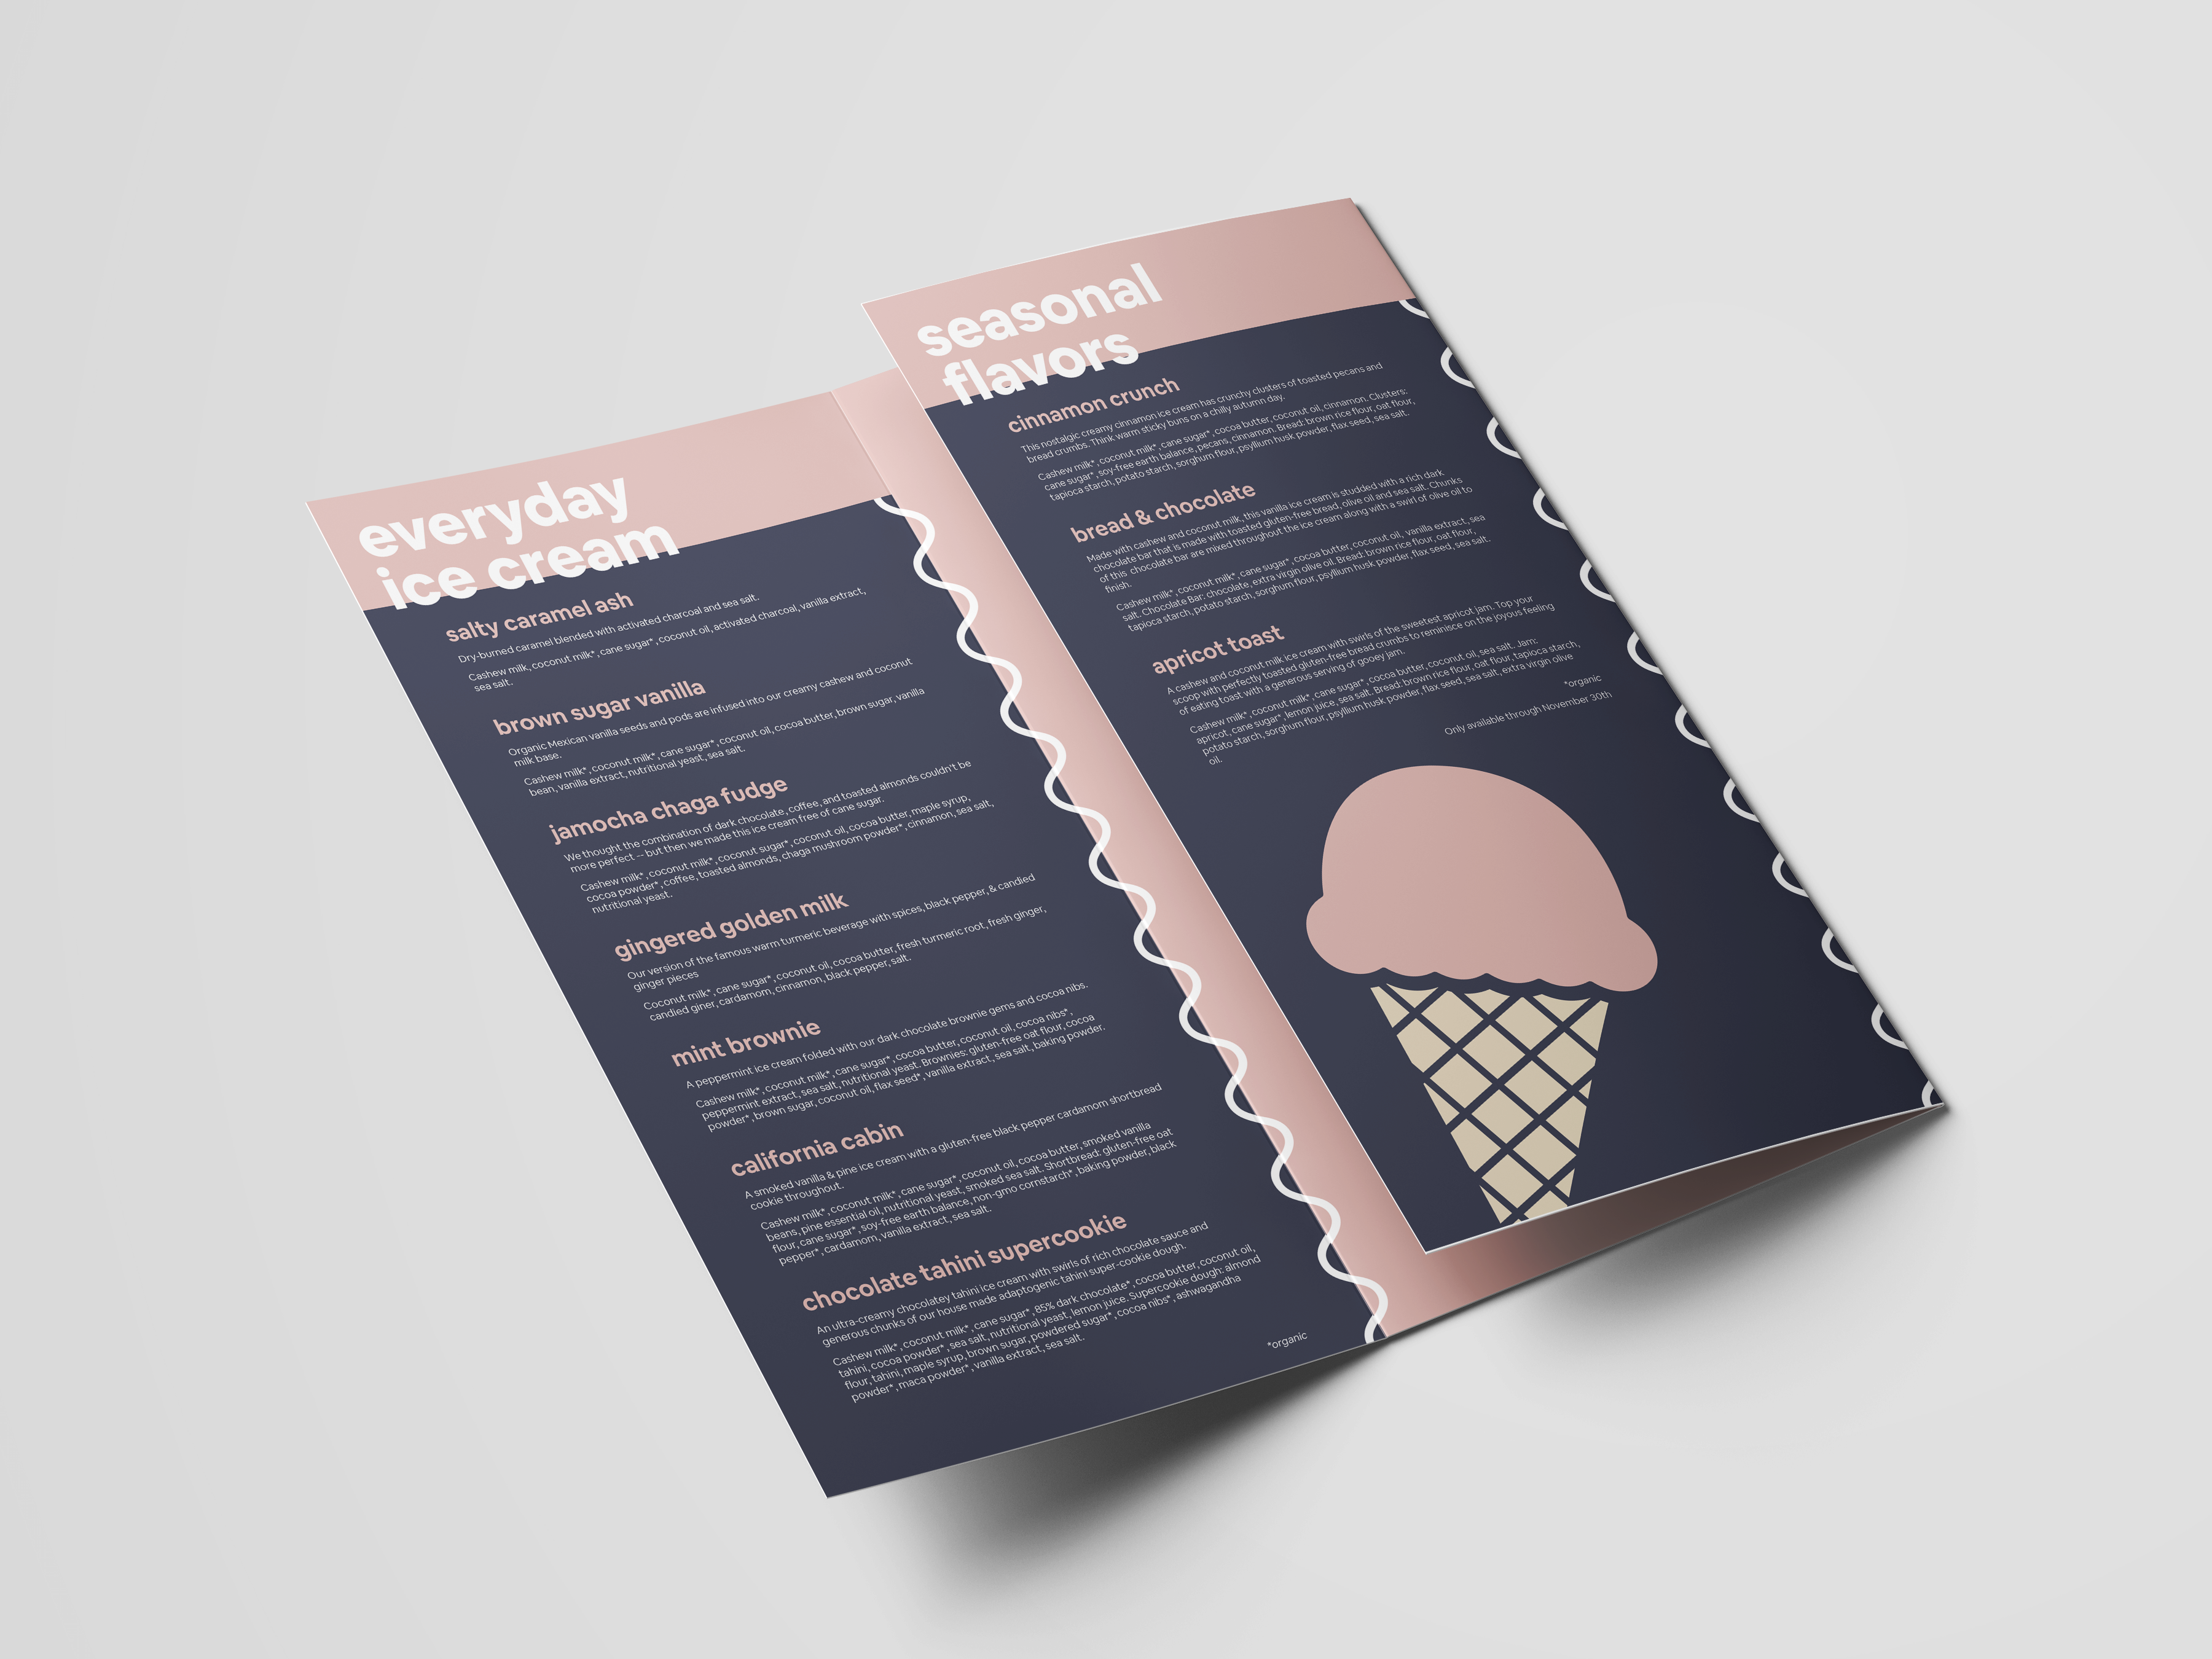 everyday
ice cream
salty caramel ash
Dry-burned caramel blended with activated charcoal and sea salt.
Cashew milk, coconut milk*, cane sugar*, coconut oil, activated charcoal, vanilla extract,
sea salt.
brown sugar vanilla
Organic Mexican vanilla seeds and pods are infused into our creamy cashew and coconut
milk base.
Cashew milk*, coconut milk*, cane sugar*, coconut oil, cocoa butter, brown sugar, vanilla
bean, vanilla extract, nutritional yeast, sea salt.
jamocha chaga fudge
We thought the combination of dark chocolate, coffee, and toasted almonds couldn't be
more perfect -- but then we made this ice cream free of cane sugar.
Cashew milk*, coconut milk*, coconut sugar*, coconut oil, cocoa butter, maple syrup,
cocoa powder*, coffee, toasted almonds, chaga mushroom powder*, cinnamon, sea salt,
nutritional yeast.
gingered golden milk
Our version of the famous warm turmeric beverage with spices, black pepper, & candied
ginger pieces
Coconut milk*, cane sugar*, coconut oil, cocoa butter, fresh turmeric root, fresh ginger,
candied giner, cardamom, cinnamon, black pepper, salt.
mint brownie
A peppermint ice cream folded with our dark chocolate brownie gems and cocoa nibs.
Cashew milk*, coconut milk*, cane sugar*, cocoa butter, coconut oil, cocoa nibs*,
peppermint extract, sea salt, nutritional yeast. Brownies: gluten-free oat flour, cocoa
powder*, brown sugar, coconut oil, flax seed*, vanilla extract, sea salt, baking powder.
california cabin
A smoked vanilla & pine ice cream with a gluten-free black pepper cardamom shortbread
cookie throughout.
Cashew milk*, coconut milk*, cane sugar*, coconut oil, cocoa butter, smoked vanilla
beans, pine essential oil, nutritional yeast, smoked sea salt. Shortbread: gluten-free oat
flour, cane sugar*, soy-free earth balance, non-gmo cornstarch*, baking powder, black
pepper*, cardamom, vanilla extract, sea salt.
chocolate tahini supercookie
An ultra-creamy chocolatey tahini ice cream with swirls of rich chocolate sauce and
generous chunks of our house made adaptogenic tahini super-cookie dough.
Cashew milk*, coconut milk*, cane sugar*, 85% dark chocolate*, cocoa butter, coconut oil,
tahini, cocoa powder*, sea salt, nutritional yeast, lemon juice. Supercookie dough: almond
flour, tahini, maple syrup, brown sugar, powdered sugar*, cocoa nibs*, ashwagandha
powder*, maca powder*, vanilla extract, sea salt.
*organic
seasonal
flavors
cinnamon crunch
This nostalgic creamy cinnamon ice cream has crunchy clusters of toasted pecans and
bread crumbs. Think warm sticky buns on a chilly autumn day.
Cashew milk*, coconut milk*, cane sugar*, cocoa butter, coconut oil, cinnamon. Clusters:
cane sugar*, soy-free earth balance, pecans, cinnamon. Bread: brown rice flour, oat flour,
tapioca starch, potato starch, sorghum flour, psyllium husk powder, flax seed, sea salt.
bread & chocolate
Made with cashew and coconut milk, this vanilla ice cream is studded with a rich dark
chocolate bar that is made with toasted gluten-free bread, olive oil and sea salt. Chunks
of this chocolate bar are mixed throughout the ice cream along with a swirl of olive oil to
finish.
Cashew milk*, coconut milk*, cane sugar*, cocoa butter, coconut oil, vanilla extract, sea
salt. Chocolate Bar: chocolate, extra virgin olive oil. Bread: brown rice flour, oat flour,
tapioca starch, potato starch, sorghum flour, psyllium husk powder, flax seed, sea salt.
apricot toast
A cashew and coconut milk ice cream with swirls of the sweetest apricot jam. Top your
scoop with perfectly toasted gluten-free bread crumbs to reminisce on the joyous feeling
of eating toast with a generous serving of gooey jam.
Cashew milk*, coconut milk*, cane sugar*, cocoa butter, coconut oil, sea salt. Jam:
apricot, cane sugar*, lemon juice, sea salt. Bread: brown rice flour, oat flour, tapioca starch,
potato starch, sorghum flour, psyllium husk powder, flax seed, sea salt, extra virgin olive
oil.
*organic
Only available through November 30th